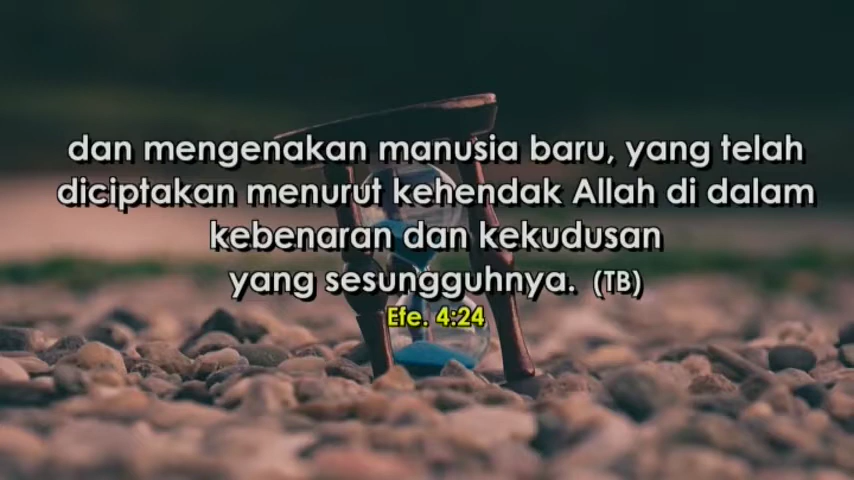 dan mengenakan manusia baru, yang telah
diciptakan menurut kehendak Allah di dalam
kebenaran dan kekudusan
yang sesungguhnya. (TB)
Efe. 4:24